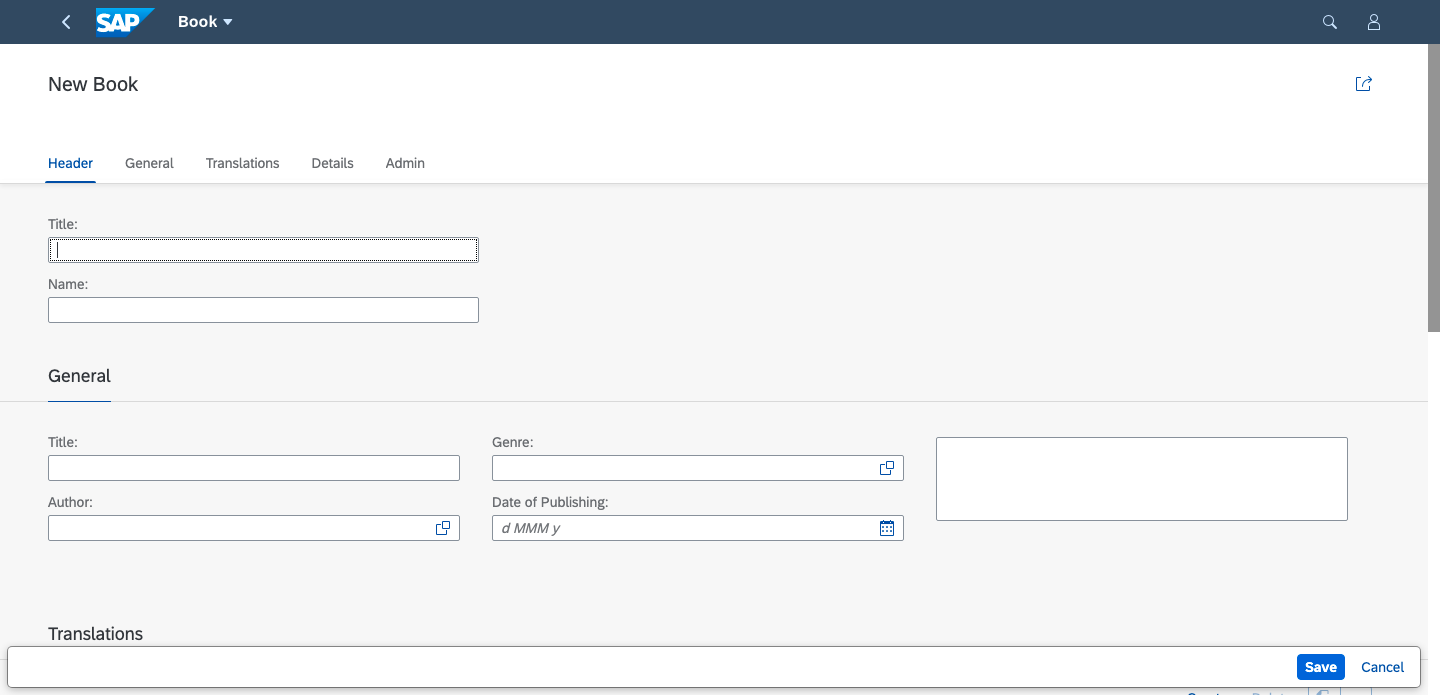 SAP Book
New Book
Header General Translations Details Admin
Title:
Name:
General
Title:
Genre:
Author:
Date of Publishing:
d MMM y
Translations
Save Cancel